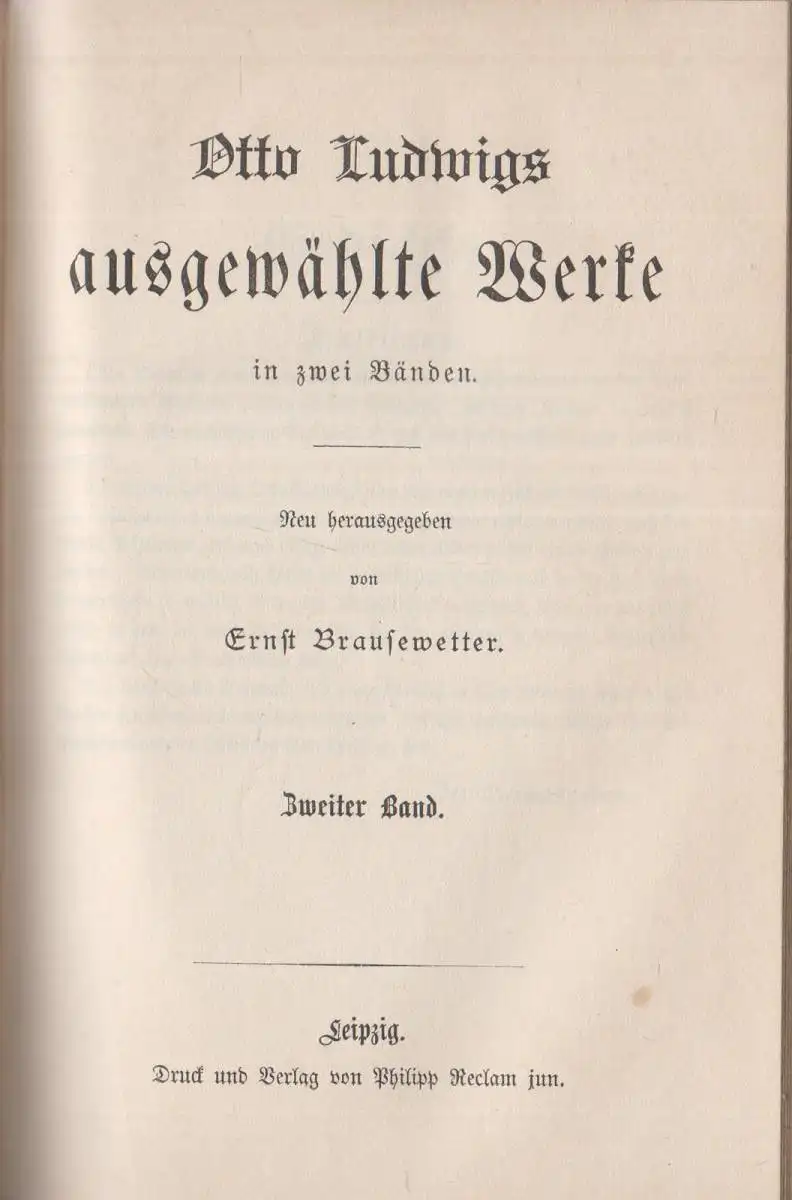 Otto Ludwigs
ausgewählte Werke
in zwei Bänden.
Neu herausgegeben
von
Ernst Brausewetter.
Zweiter Band.
Leipzig.
Druck und Verlag von Philipp Reclam jun.